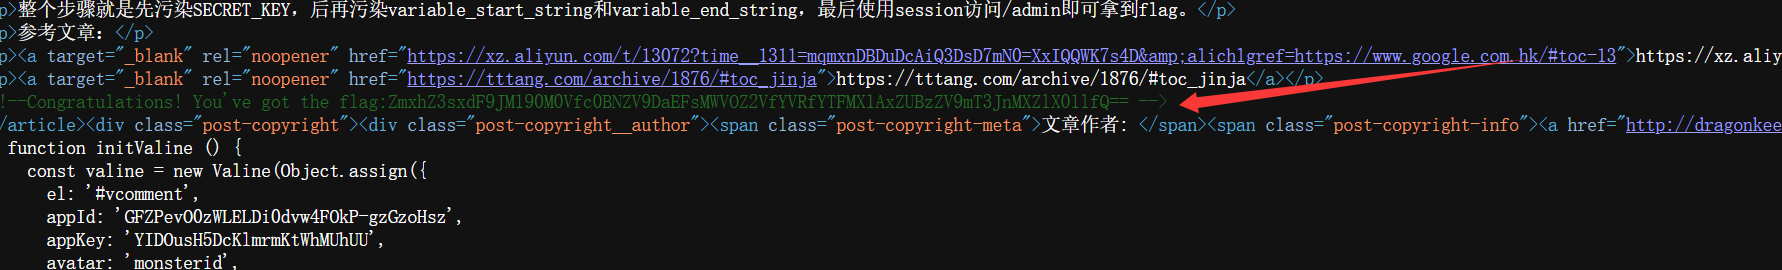 p>整个步骤就是先污染SECRET_KEY，后再污染variable_start_string和variable_end_string，最后使用session访问/admin即可拿到flag。</p>
p>参考文章：</p>
p><a target="_blank" rel="noopener" href="https://xz.aliyun.com/t/13072?time__1311=mqmxnDBDuDcAiQ3DsD7mN0=XxIQQWK7s4D&amp;alichlgref=https://www.google.com.hk/#toc-13">https://xz.aliy
p><a target="_blank" rel="noopener" href="https://tttang.com/archive/1876/#toc_jinja">https://tttang.com/archive/1876/#toc_jinja</a></p>
!--Congratulations! You've got the flag:ZmxhZ3sxdF9JM190M0Vfc0BNZV9DaEFsMWVOZ2VfYVRfYTFMX1AxZUBzZV9mT3JnMXZlX0llfQ== -->
/article><div class="post-copyright"><div class="post-copyright__author"><span class="post-copyright-meta">文章作者: </span><span class="post-copyright-info"><a href="http://dragonkee
function initValine () {
const valine = new Valine(Object.assign({
el: '#vcomment',
appId: 'GFZPevO0zWLELDi0dvw4FOkP-gzGzoHsz',
appKey: 'YIDOusH5DcKlmrmKtWhMUhUU',
avatar: 'monsterid',